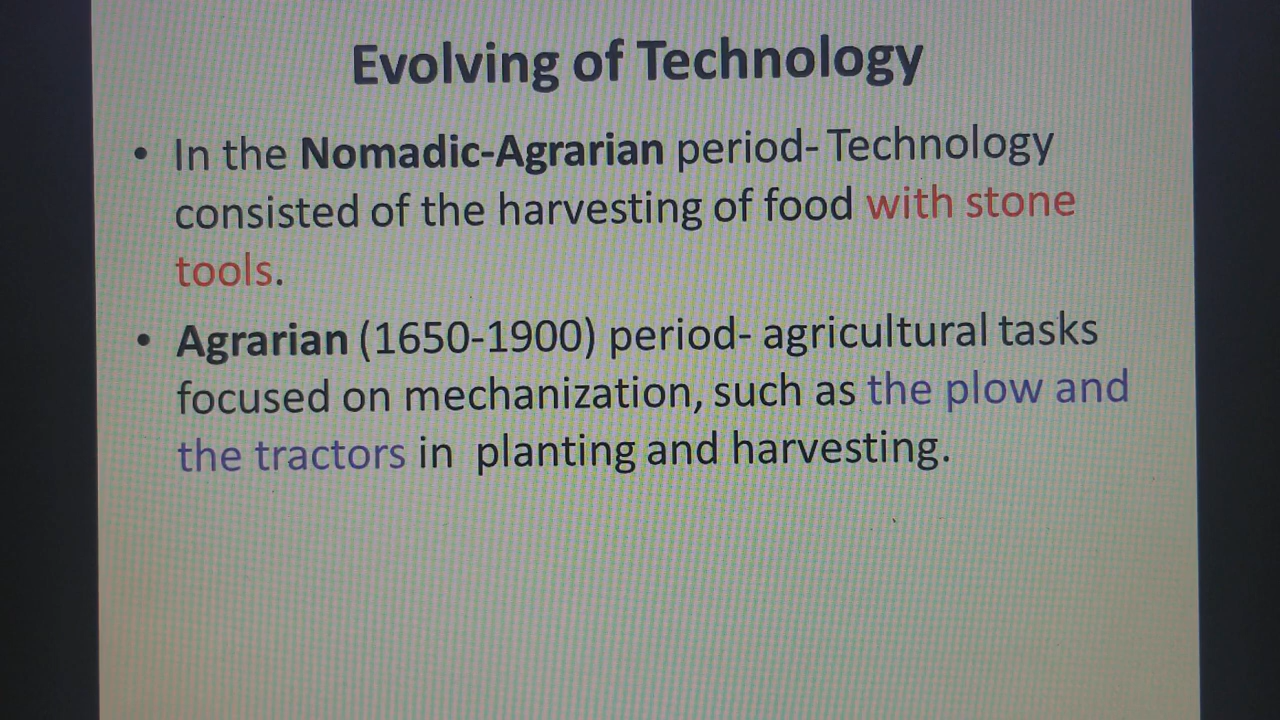 Evolving of Technology
• In the Nomadic-Agrarian period- Technology
consisted of the harvesting of food with stone
tools.
• Agrarian (1650-1900) period- agricultural tasks
focused on mechanization, such as the plow and
the tractors in planting and harvesting.